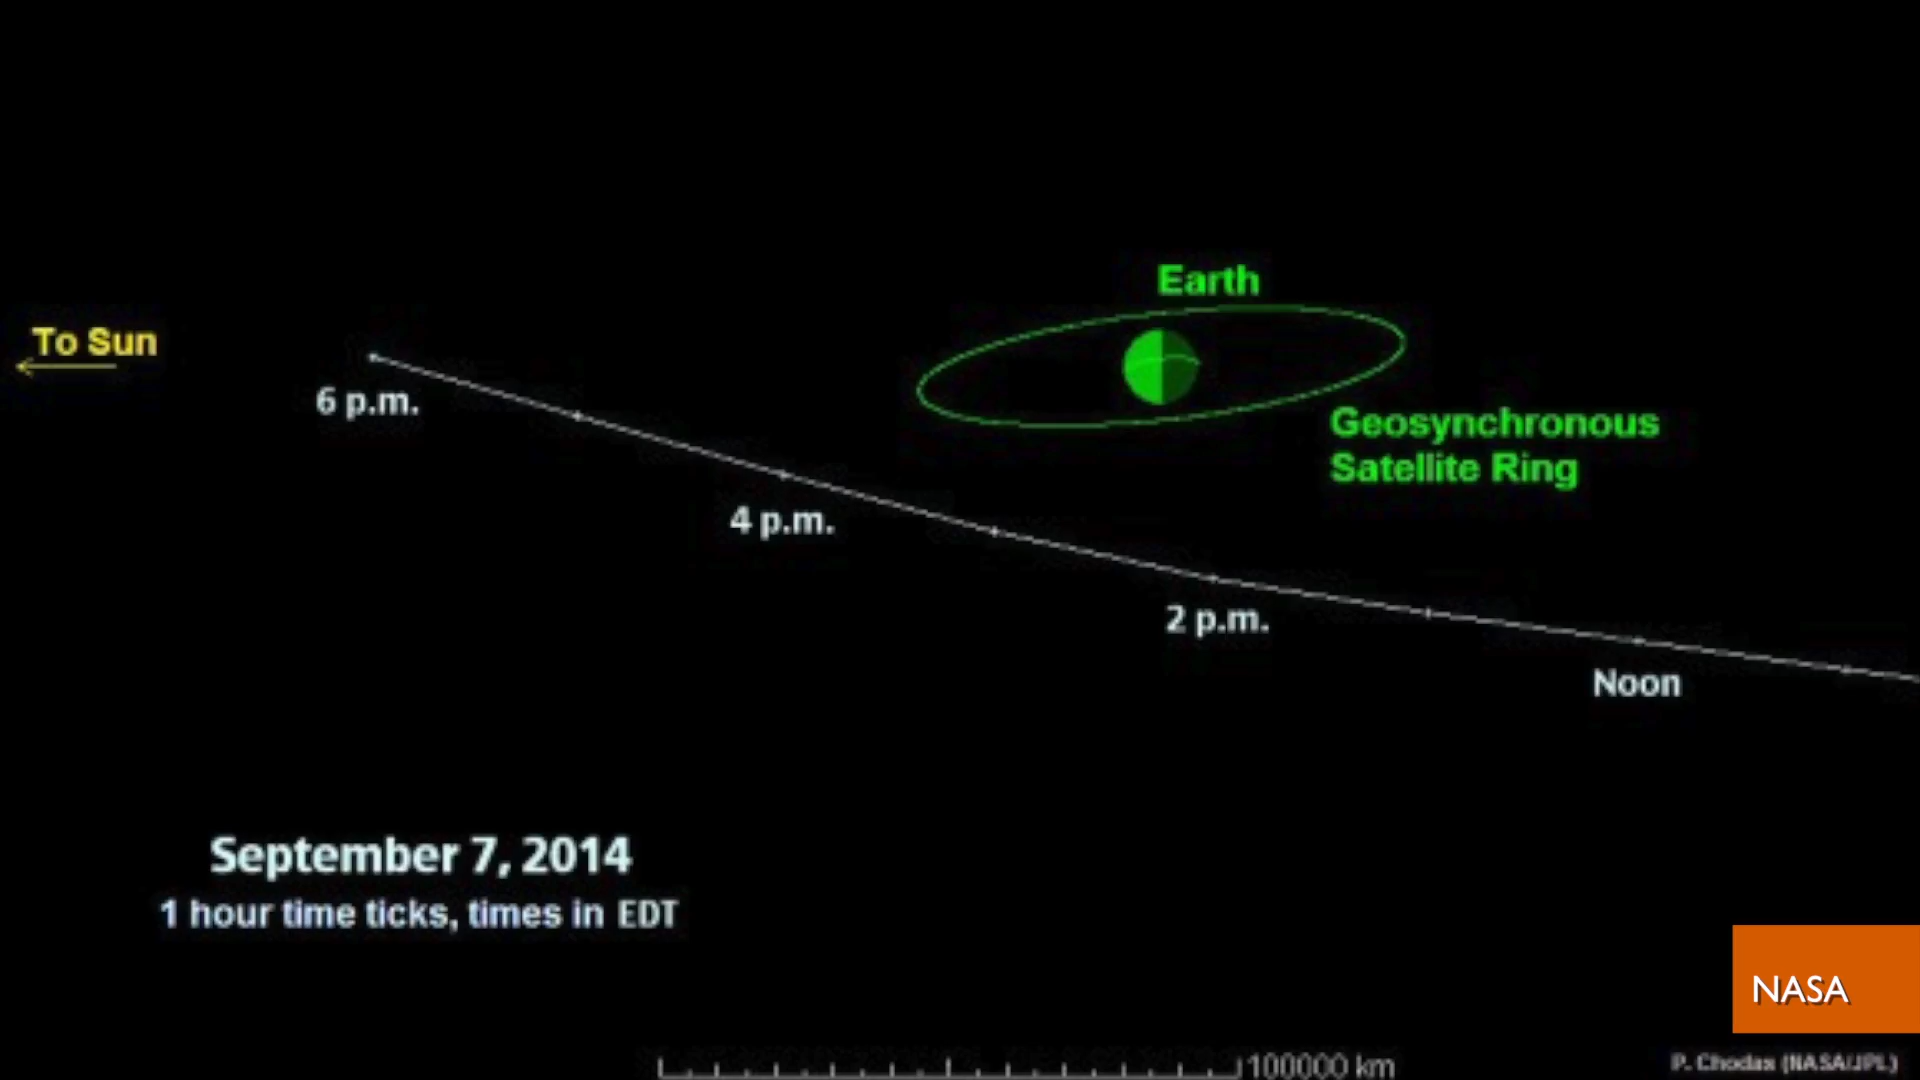 Earth
To Sun
6 p.m.
Geosynchronous
Satellite Ring
4 p.m.
2 p.m.
Noon
September 7, 2014
1 hour time ticks, times in EDT
NASA
100000 km
P. Chodas (NASA/JPL)